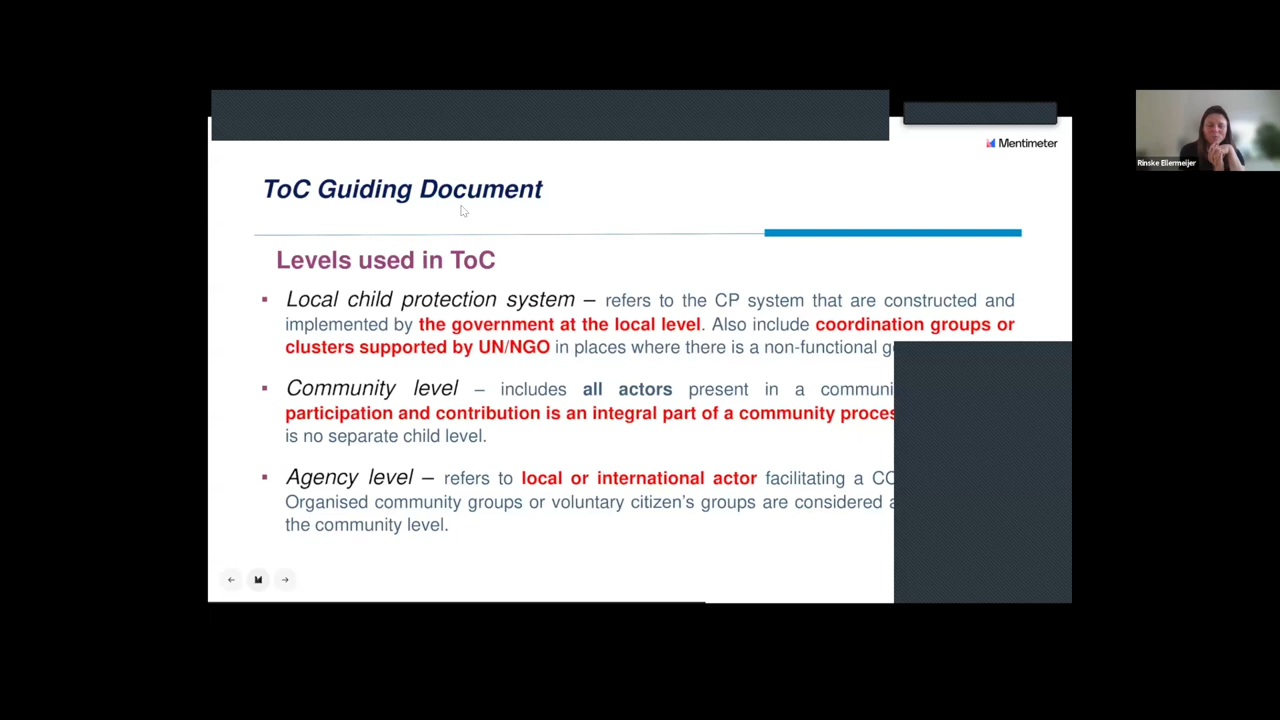 Mentimeter
Rinske Ellermeijer
ToC Guiding Document
Levels used in ToC
▪ Local child protection system – refers to the CP system that are constructed and
implemented by the government at the local level. Also include coordination groups or
clusters supported by UN/NGO in places where there is a non-functional
▪ Community level – includes all actors present in a
participation and contribution is an integral part of a community
is no separate child level.
▪ Agency level – refers to local or international actor facilitating a
Organised community groups or voluntary citizen's groups are considered
the community level.